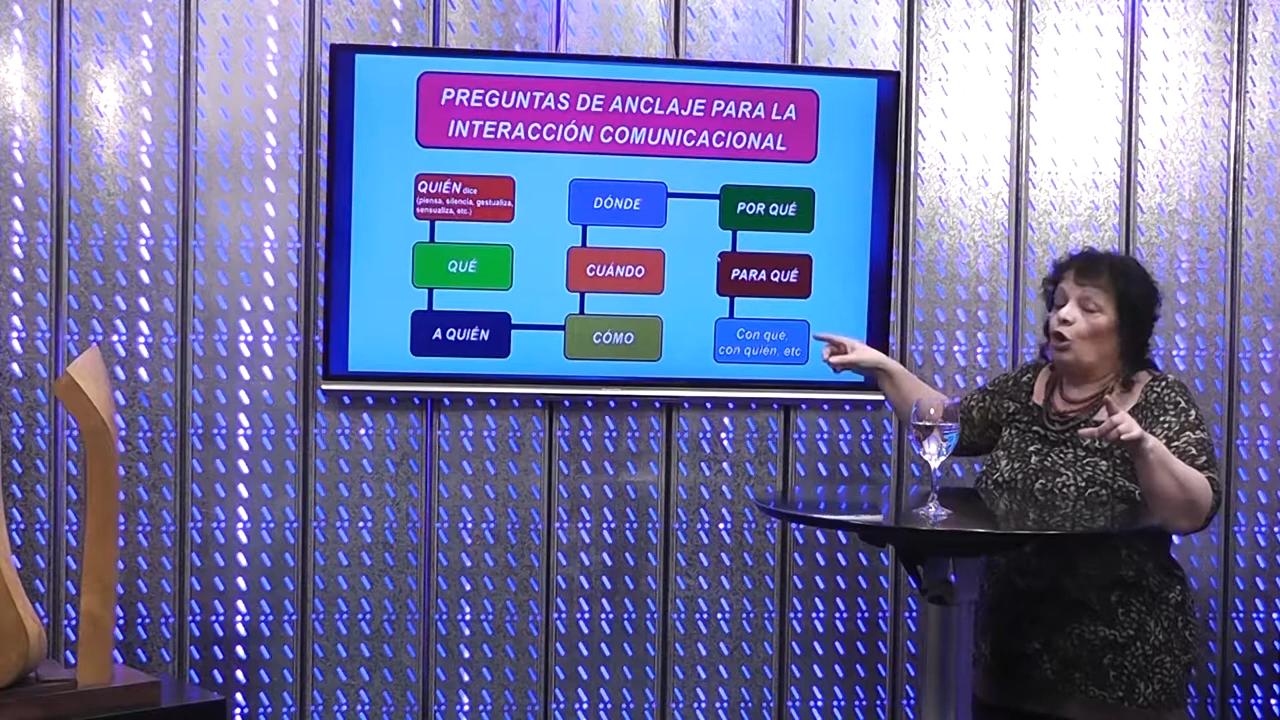 PREGUNTAS DE ANCLAJE PARA LA
INTERACCIÓN COMUNICACIONAL
QUIÉN dice
(piensa, silencia, gestualiza,
sensualiza, etc.)
QUÉ
A QUIÉN
CÓMO
CUÁNDO
DÓNDE
POR QUÉ
PARA QUÉ
Con qué,
con quién, etc